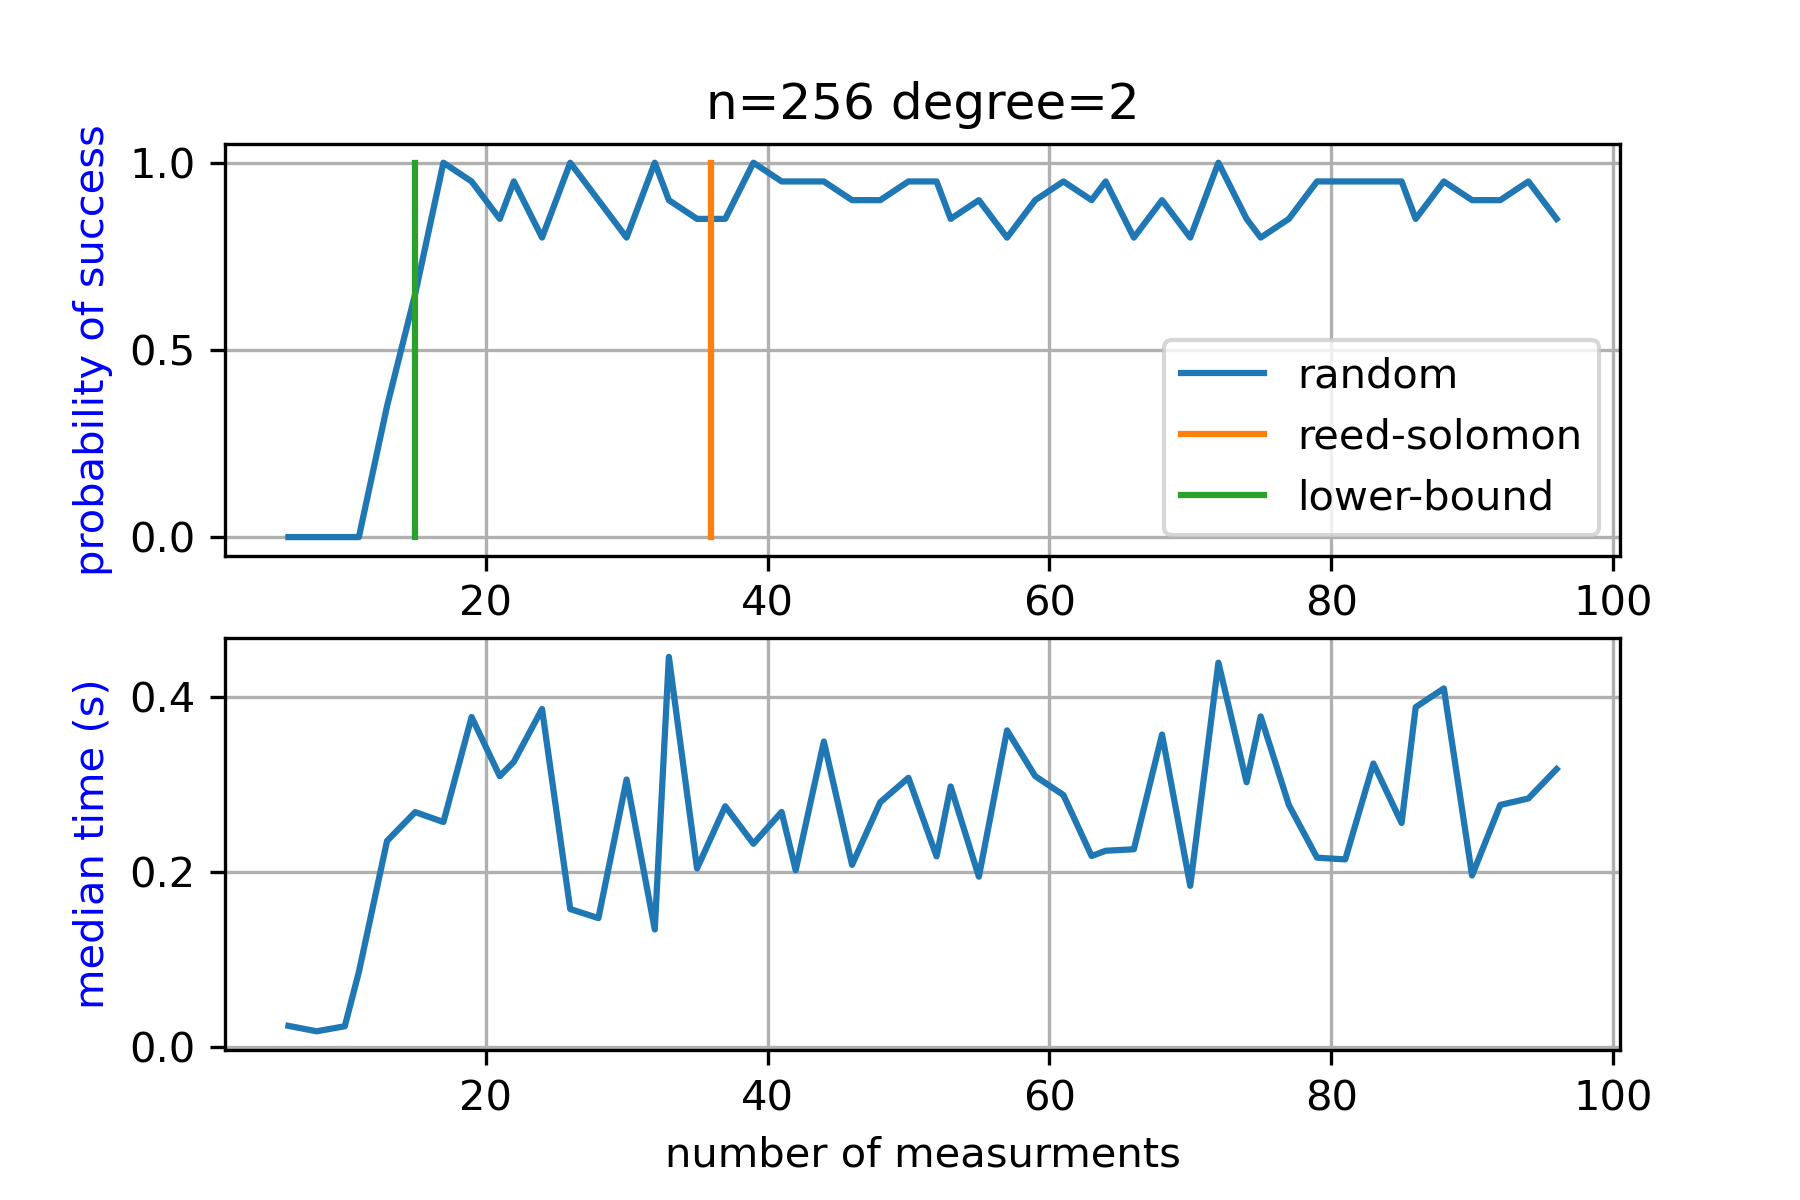 n=256 degree=2
probability of success
1.0
0.5
0.0
random
reed-solomon
lower-bound
20 40 60 80 100
median time (s)
0.4
0.2
0.0
20 40 60 80 100
number of measurments